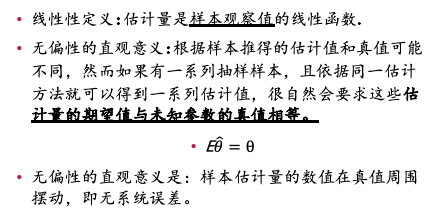 • 线性性定义:估计量是样本观察值的线性函数.
• 无偏性的直观意义:根据样本推得的估计值和真值可能
不同，然而如果有一系列抽样样本，且依据同一估计
方法就可以得到一系列估计值，很自然会要求这些估
计量的期望值与未知参数的真值相等。
• Eθ̂ = θ
• 无偏性的直观意义是：样本估计量的数值在真值周围
摆动，即无系统误差。